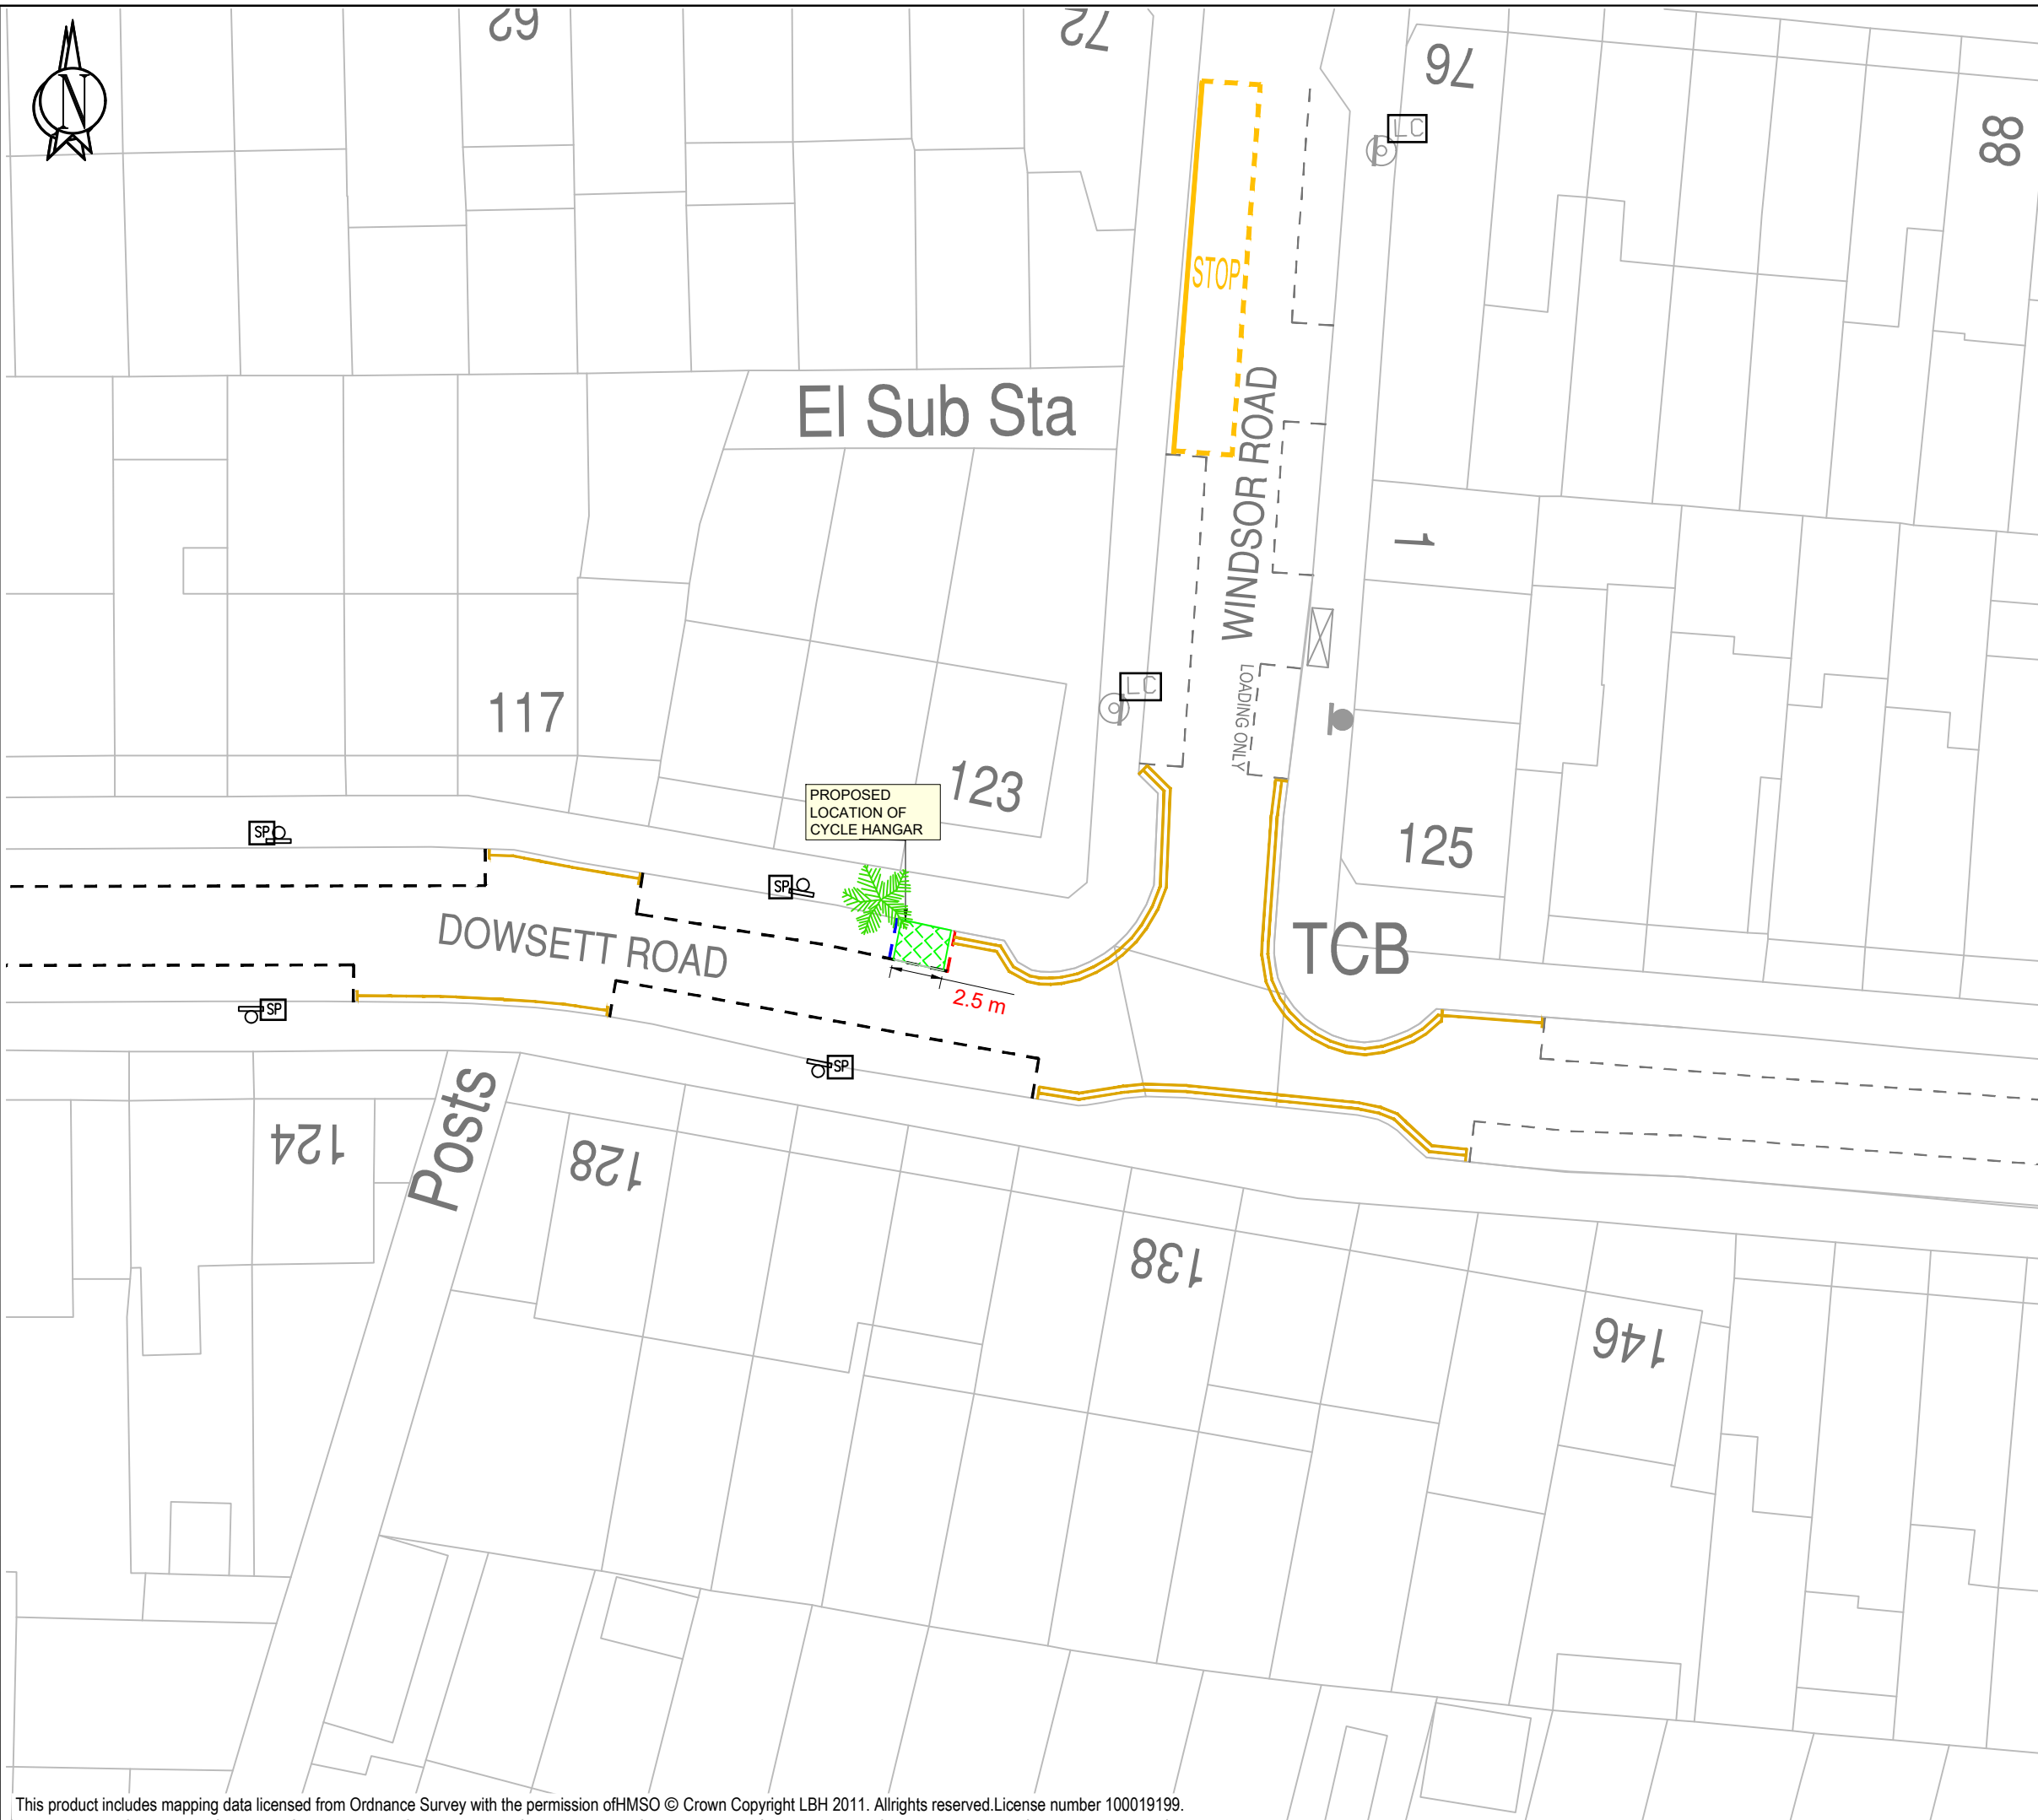 62
72
76
88
N
LC
STOP
El Sub Sta
WINDSOR ROAD
1
LC
LOADING ONLY
117
123
PROPOSED
LOCATION OF
CYCLE HANGAR
125
SP
SP
DOWSETT ROAD
TCB
2.5 m
SP
SP
Posts
124
128
138
146
This product includes mapping data licensed from Ordnance Survey with the permission ofHMSO © Crown Copyright LBH 2011. Allrights reserved.License number 100019199.